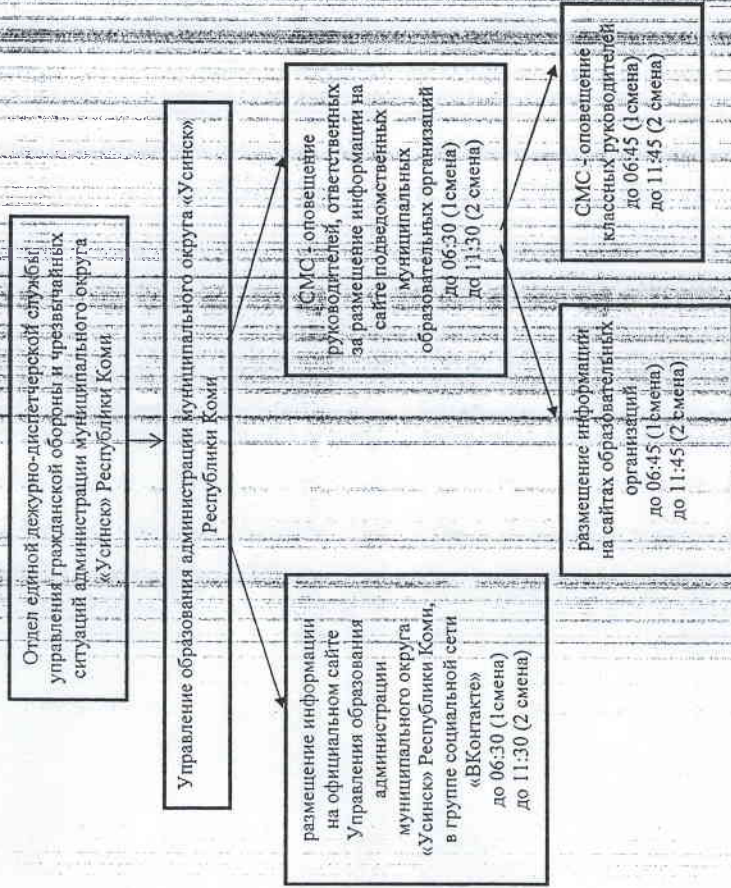 Отдел единой дежурно-диспетчерской службы
управления гражданской обороны и чрезвычайных
ситуаций администрации муниципального округа
«Усинск» Республики Коми
Управление образования администрации муниципального округа «Усинск»
Республики Коми
размещение информации
на официальном сайте
Управления образования
администрации
муниципального округа
«Усинск» Республики Коми,
в группе социальной сети
«ВКонтакте»
до 06:30 (1смена)
до 11:30 (2 смена)
СМС - оповещение
руководителей, ответственных
за размещение информации на
сайте подведомственных
муниципальных
образовательных организаций
до 06:30 (1смена)
до 11:30 (2 смена)
размещение информации
на сайтах образовательных
организаций
до 06:45 (1смена)
до 11:45 (2 смена)
СМС - оповещение
классных руководителей
до 06:45 (1смена)
до 11:45 (2 смена)